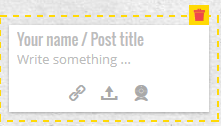 Your name / Post title
Write something ...